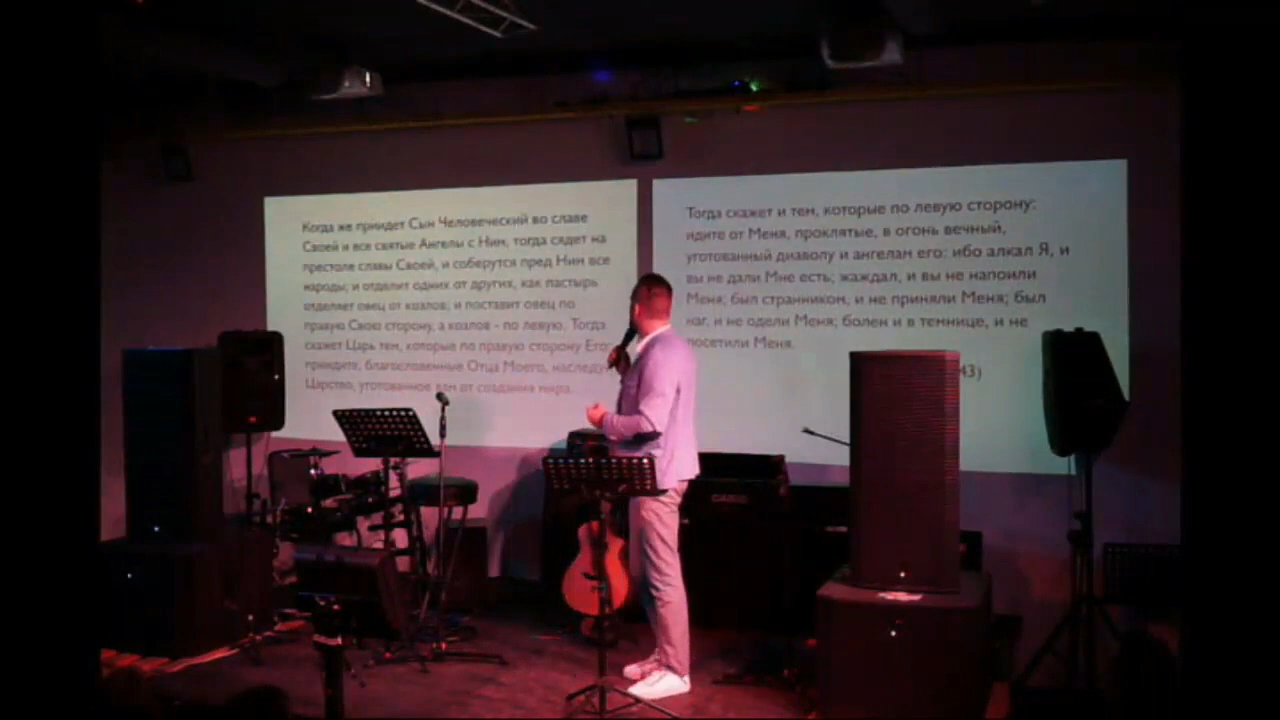 Когда же приидет Сын Человеческий во славе
Своей и все святые Ангелы с Ним, тогда сядет на
престоле славы Своей, и соберутся пред Ним все
народы; и отделит одних от других, как пастырь
отделяет овец от козлов; и поставит овец по
правую Свою сторону, а козлов - по левую. Тогда
скажет Царь тем, которые по правую сторону Его:
приидите, благословенные Отца Моего, наследу
Царство, уготованное вам от создания мира...
Тогда скажет и тем, которые по левую сторону:
идите от Меня, проклятые, в огонь вечный,
уготованный диаволу и ангелам его: ибо алкал Я, и
вы не дали Мне есть; жаждал, и вы не напоили
Меня; был странником, и не приняли Меня; был
наг, и не одели Меня; болен и в темнице, и не
посетили Меня.
43)
CASIO